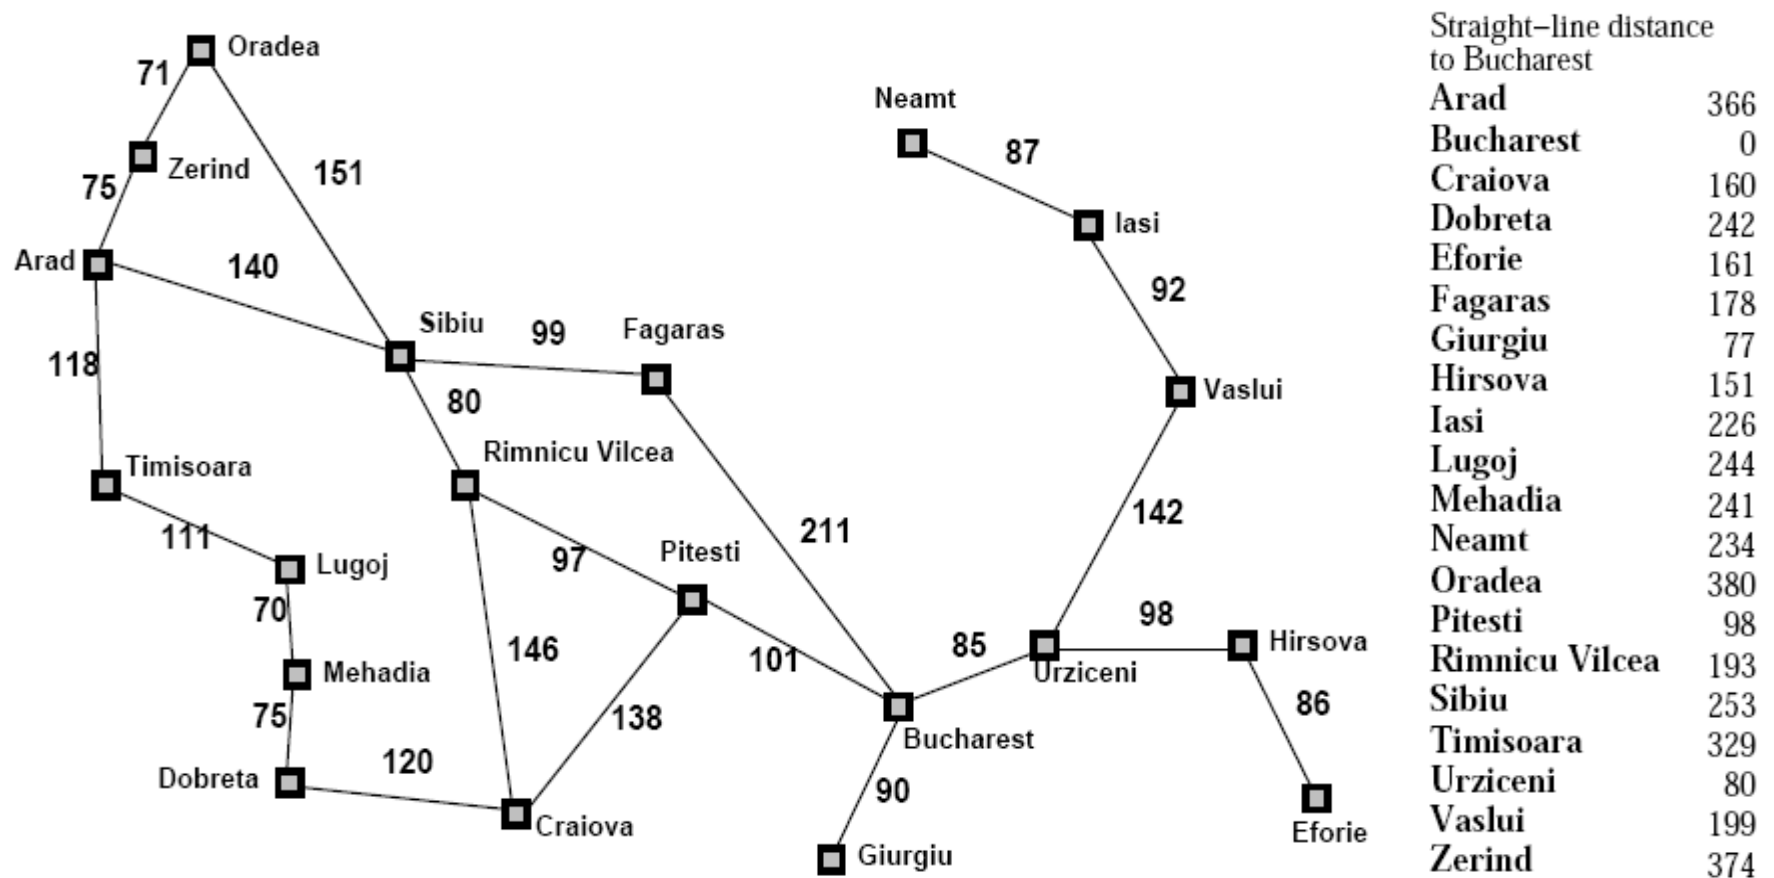 Oradea
71
Neamt
87
Zerind
151
75
Iasi
Arad
140
92
Sibiu
99
Fagaras
118
80
Vaslui
Rimnicu Vilcea
Timisoara
142
111
211
97
Pitesti
Lugoj
70
98
146
101
85
Hirsova
Urziceni
Mehadia
75
138
86
Bucharest
120
Dobreta
90
Craiova
Eforie
Giurgiu
Straight–line distance
to Bucharest
Arad 366
Bucharest 0
Craiova 160
Dobreta 242
Eforie 161
Fagaras 178
Giurgiu 77
Hirsova 151
Iasi 226
Lugoj 244
Mehadia 241
Neamt 234
Oradea 380
Pitesti 98
Rimnicu Vilcea 193
Sibiu 253
Timisoara 329
Urziceni 80
Vaslui 199
Zerind 374